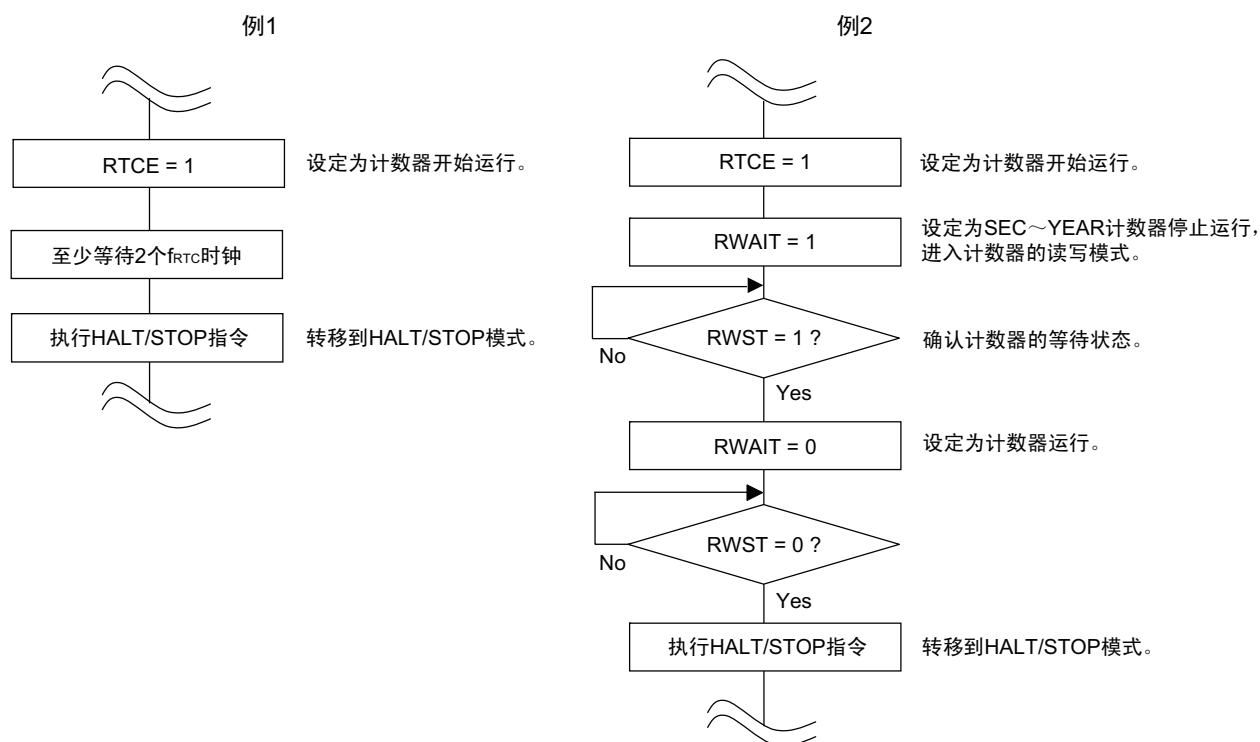 例1
RTCE = 1
设定为计数器开始运行。
至少等待2个fRTC时钟
执行HALT/STOP指令
转移到HALT/STOP模式。
例2
RTCE = 1
设定为计数器开始运行。
RWAIT = 1
设定为SEC～YEAR计数器停止运行，
进入计数器的读写模式。
RWST = 1 ?
No
确认计数器的等待状态。
Yes
RWAIT = 0
设定为计数器运行。
RWST = 0 ?
No
Yes
执行HALT/STOP指令
转移到HALT/STOP模式。